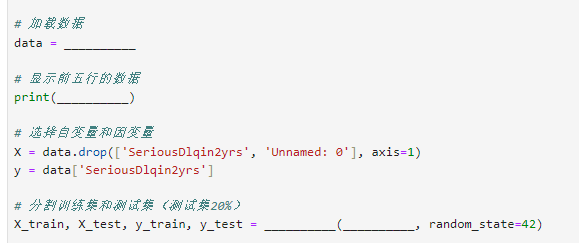 # 加载数据
data = __________
# 显示前五行的数据
print(__________)
# 选择自变量和因变量
X = data.drop(['SeriousDlqin2yrs', 'Unnamed: 0'], axis=1)
y = data['SeriousDlqin2yrs']
# 分割训练集和测试集（测试集20%）
X_train, X_test, y_train, y_test = __________(__________, random_state=42)